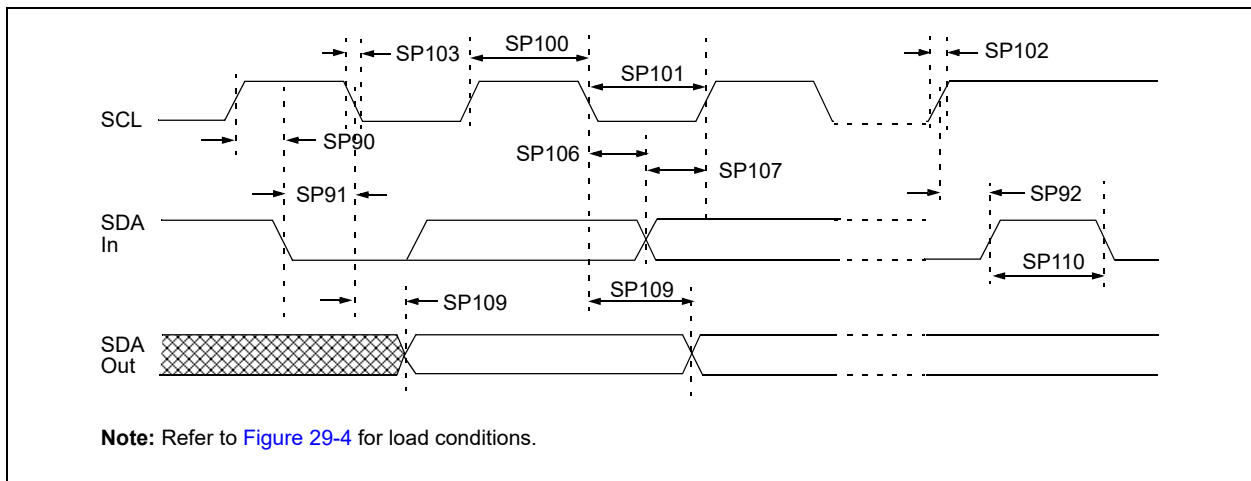 SP103
SP100
SP101
SP102
SCL
SP90
SP106
SP107
SP91
SP92
SDA
In
SP110
SP109
SP109
SDA
Out
Note: Refer to Figure 29-4 for load conditions.